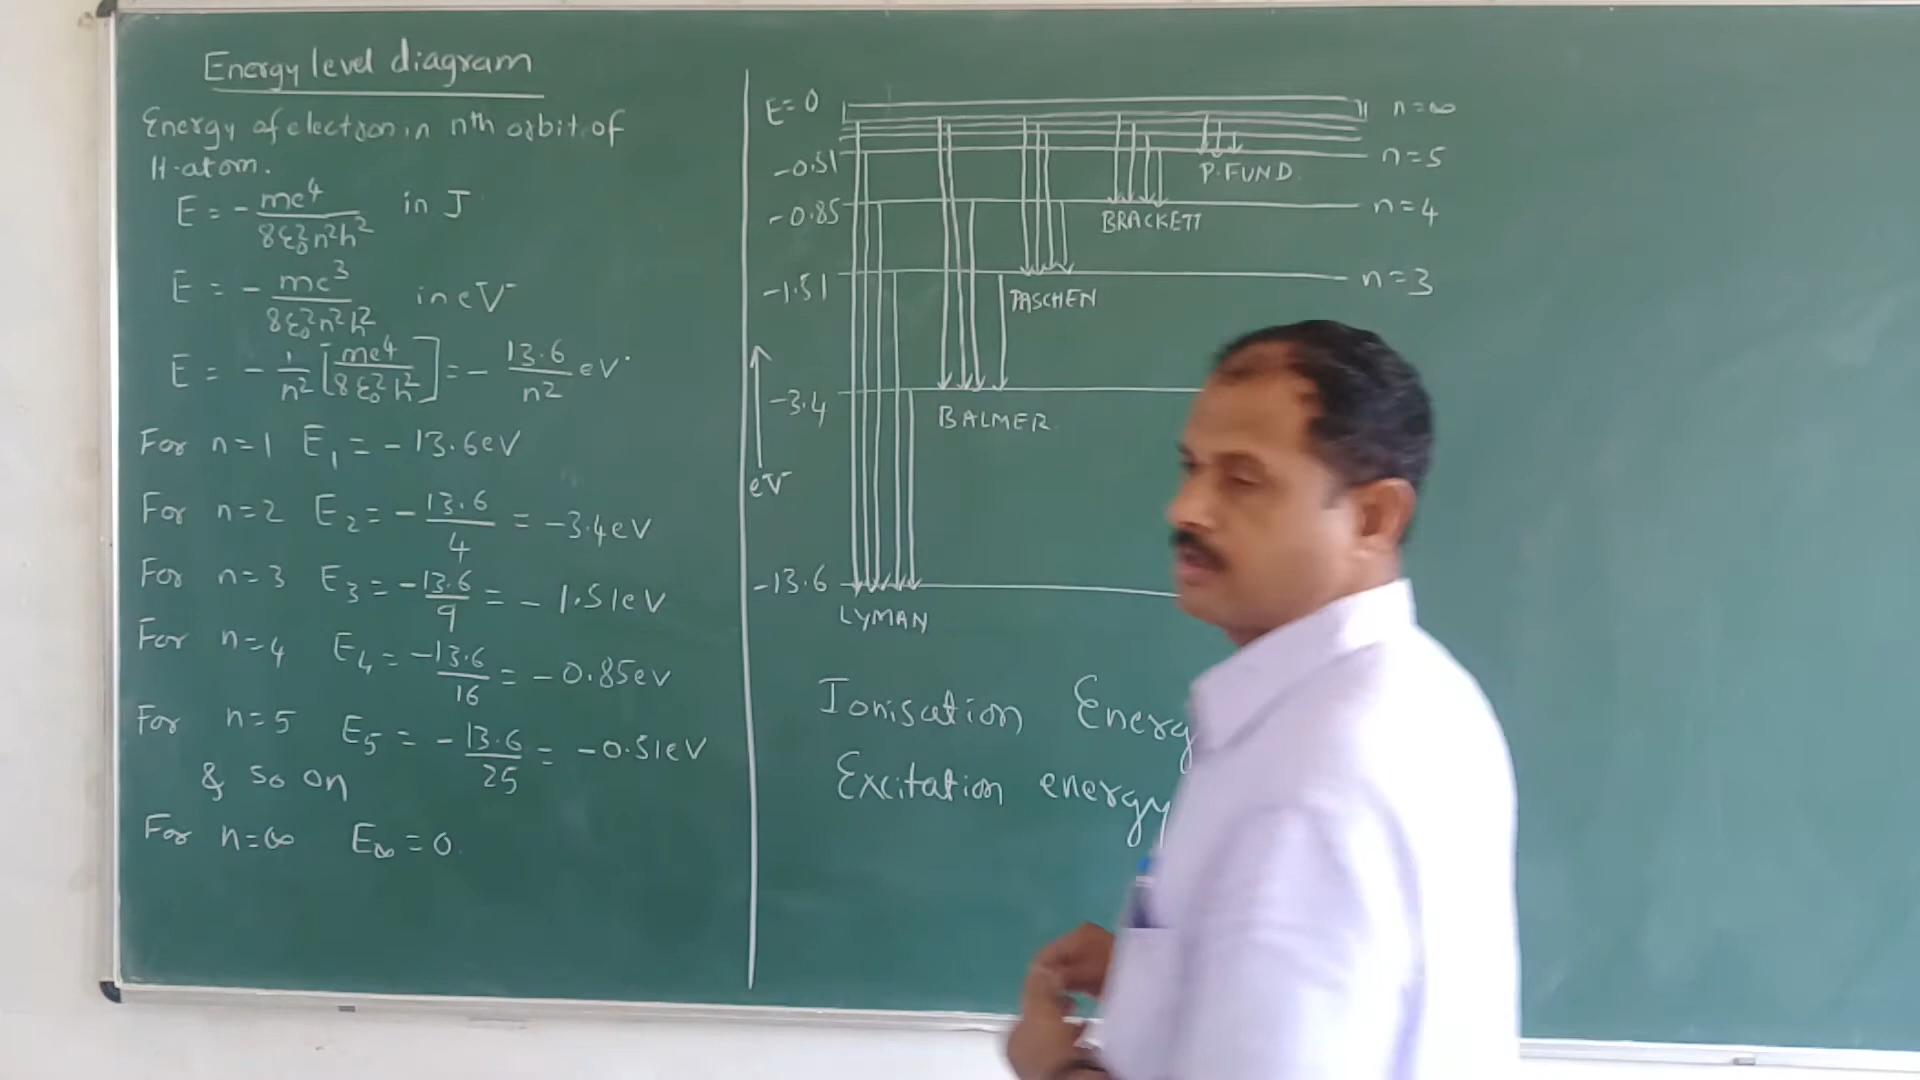 Energy level diagram
Energy of electron in nth orbit of
H-atom.
E = - me⁴ / 8ε₀²n²h² in J
E = - me³ / 8ε₀²n²h² in eV
E = - 1/n² [me⁴ / 8ε₀²h²] = - 13.6/n² eV
For n=1 E₁ = - 13.6eV
For n=2 E₂ = - 13.6/4 = -3.4eV
For n=3 E₃ = -13.6/9 = - 1.51eV
For n=4 E₄ = -13.6/16 = - 0.85eV
For n=5 E₅ = - 13.6/25 = -0.51eV
& so on
For n=∞ E∞ = 0.
E=0 n=∞
-0.51 n=5
P.FUND.
-0.85 n=4
BRACKETT
-1.51 n=3
PASCHEN
-3.4
BALMER
eV
-13.6
LYMAN
Ionisation Energ
Excitation energy